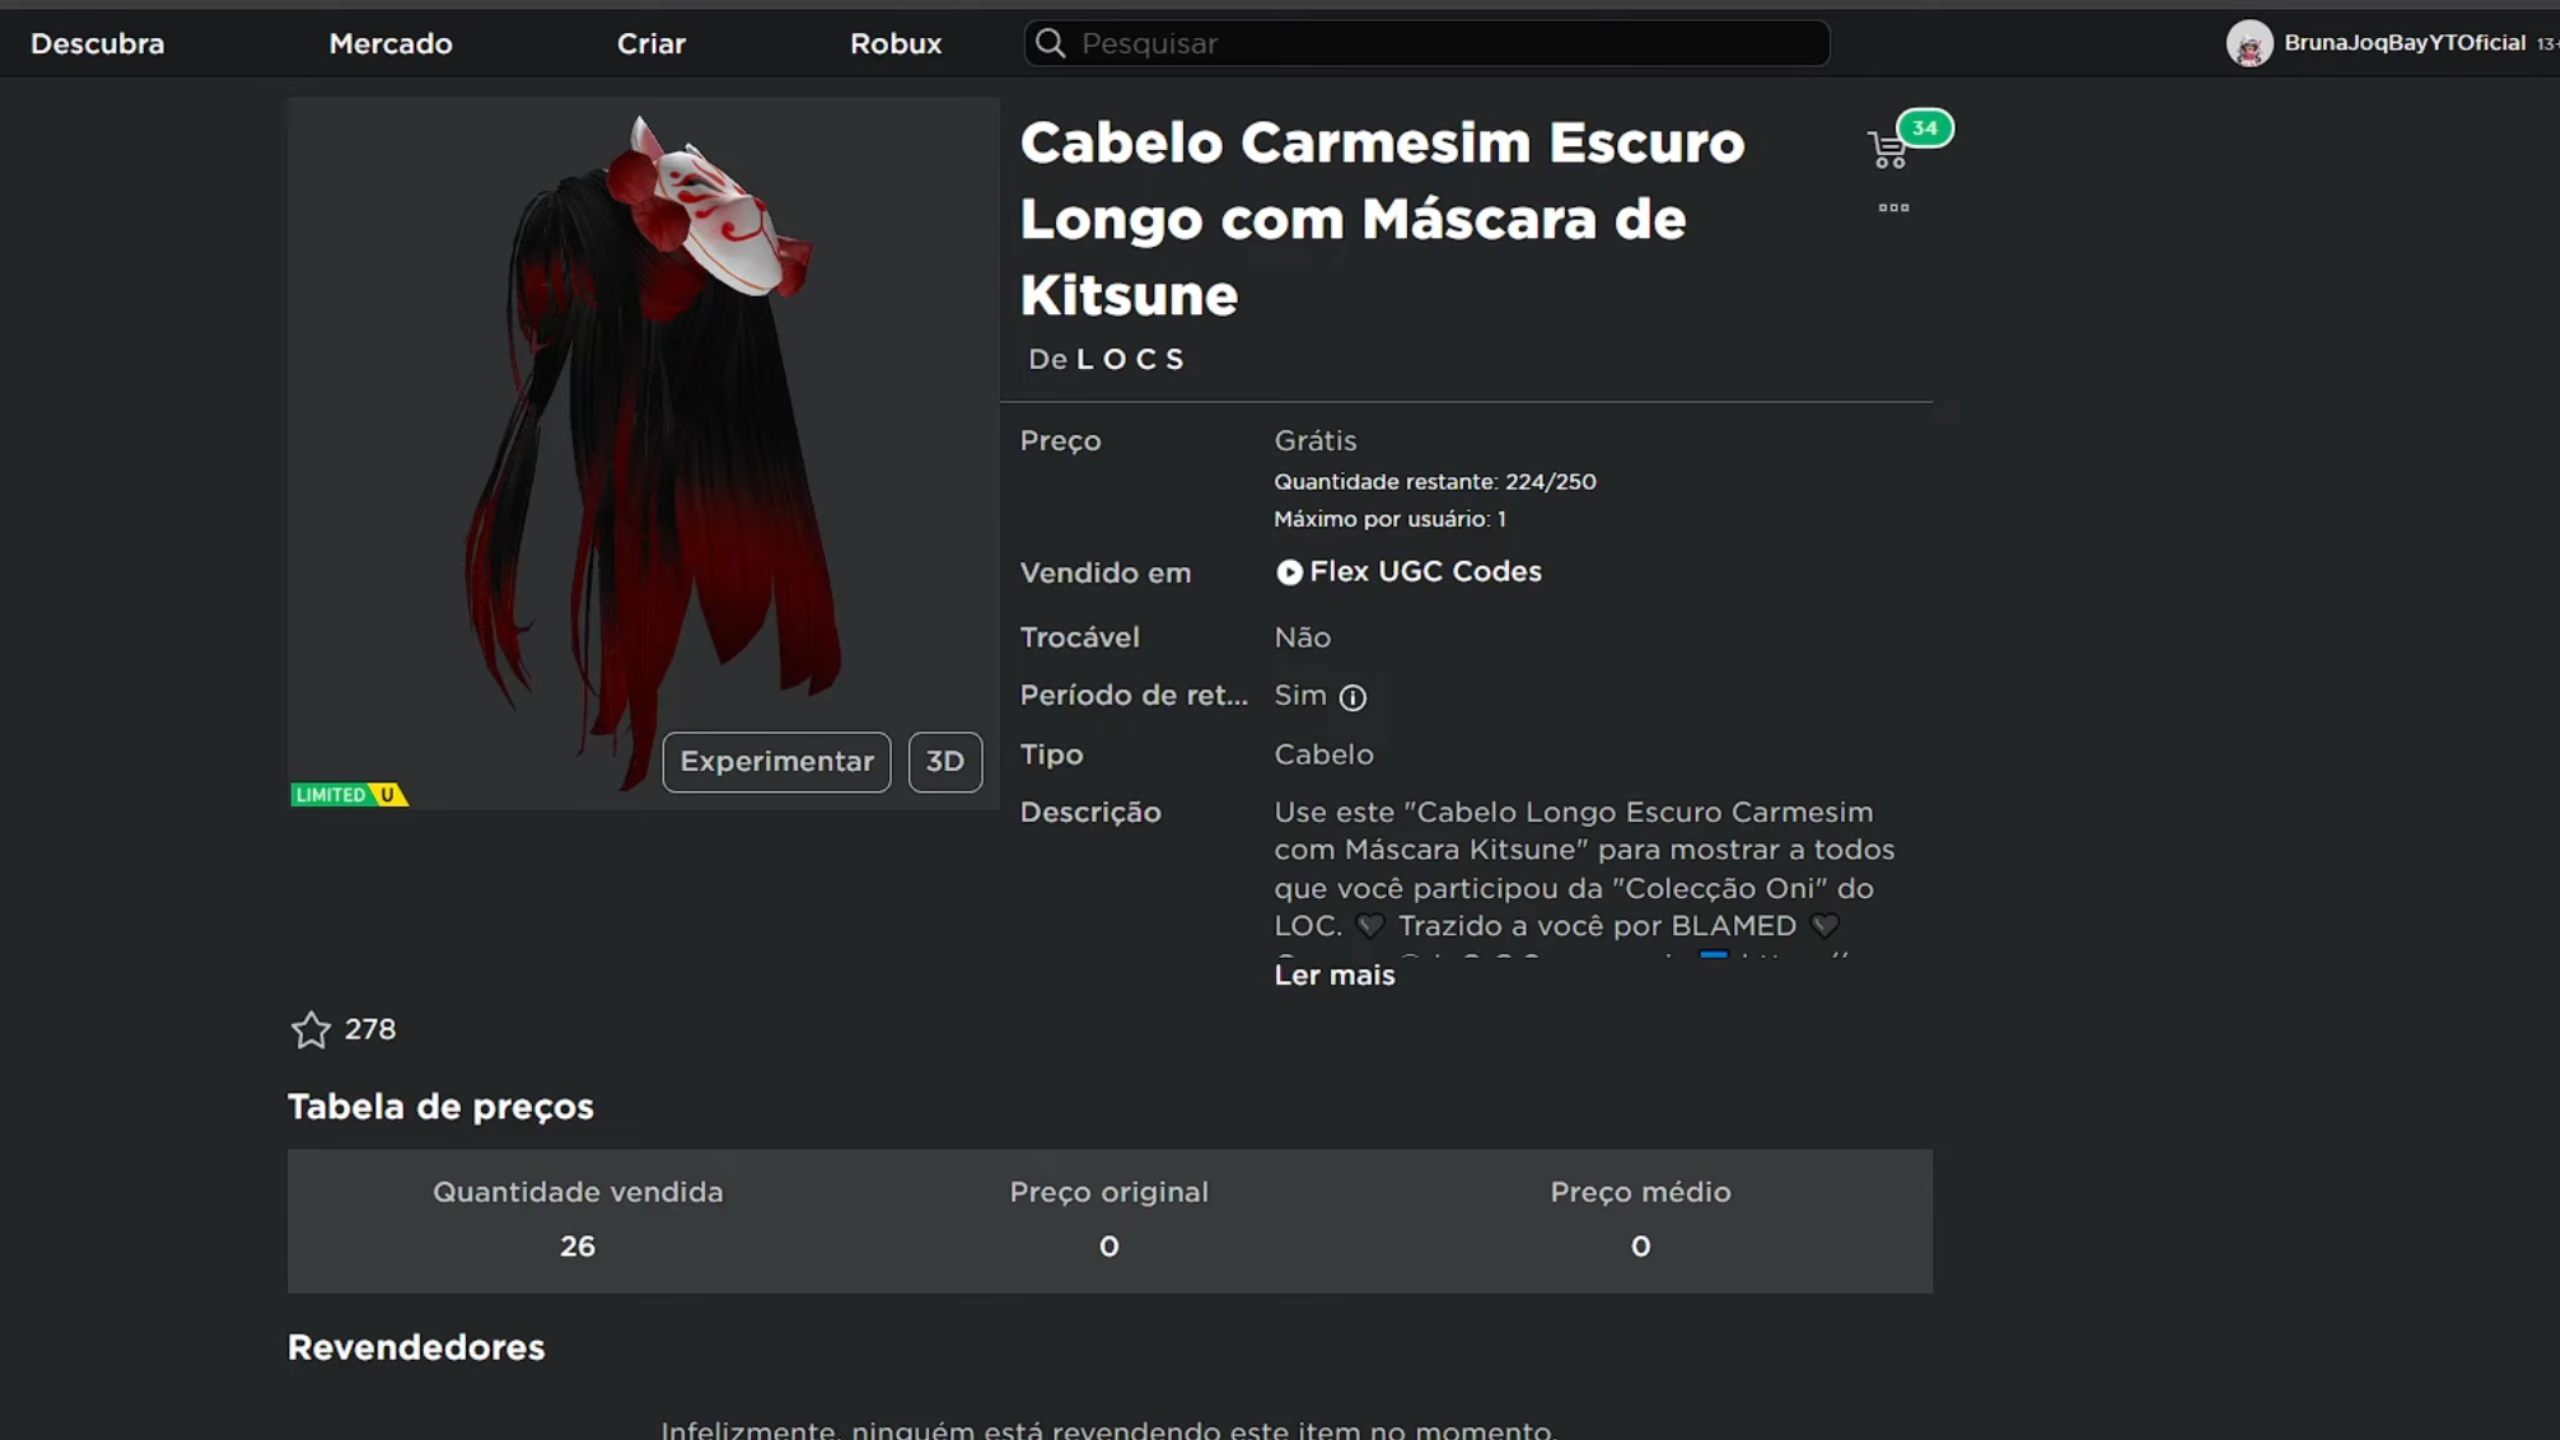 Descubra Mercado Criar Robux Pesquisar BrunaJoqBayYTOficial
Cabelo Carmesim Escuro
Longo com Máscara de
Kitsune
34
De L O C S
Preço Grátis
Quantidade restante: 224/250
Máximo por usuário: 1
Vendido em Flex UGC Codes
Trocável Não
Período de ret... Sim
Tipo Cabelo
Descrição Use este "Cabelo Longo Escuro Carmesim
com Máscara Kitsune" para mostrar a todos
que você participou da "Colecção Oni" do
LOC. 🖤 Trazido a você por BLAMED 🖤
Ler mais
Experimentar 3D
LIMITED U
278
Tabela de preços
Quantidade vendida Preço original Preço médio
26 0 0
Revendedores
Infelizmente, ninguém está revendendo este item no momento.